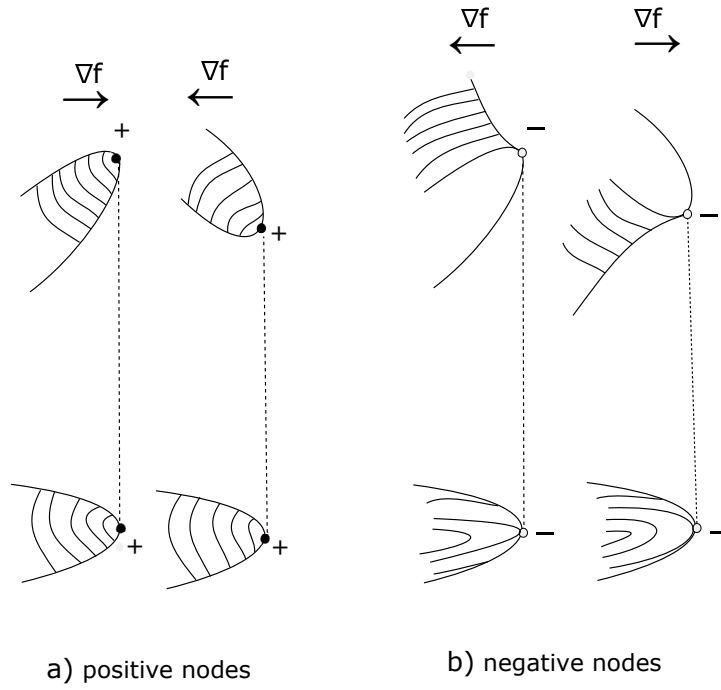 ∇f ∇f
∇f ∇f
+ −
+ −
+ + − −
a) positive nodes b) negative nodes